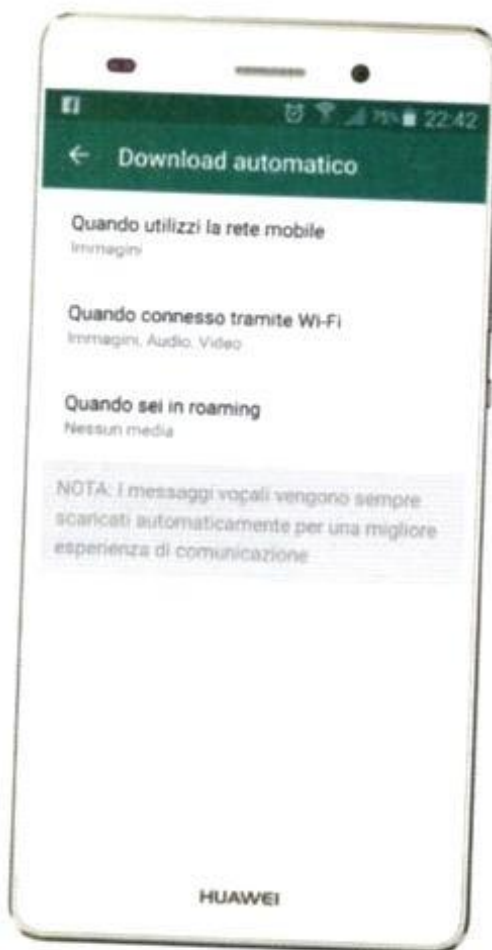 75% 22:42
Download automatico
Quando utilizzi la rete mobile
Immagini
Quando connesso tramite Wi-Fi
Immagini, Audio, Video
Quando sei in roaming
Nessun media
NOTA: I messaggi vocali vengono sempre
scaricati automaticamente per una migliore
esperienza di comunicazione
HUAWEI